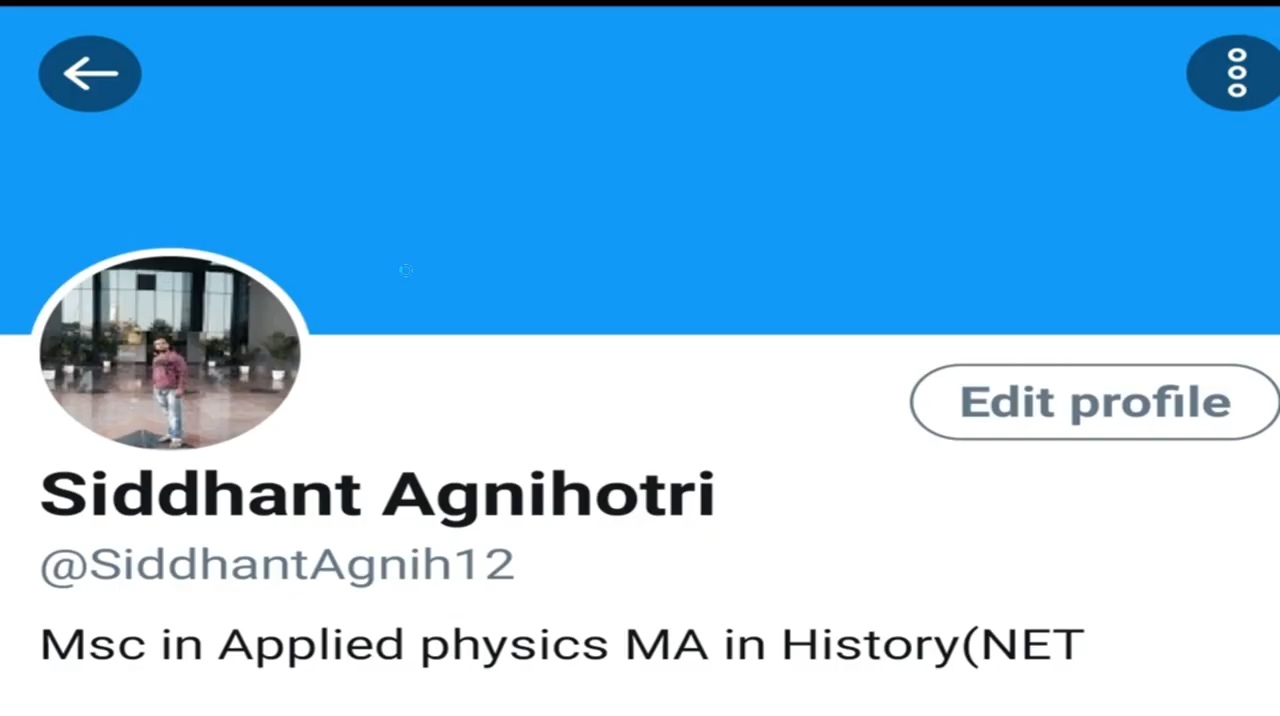 Edit profile
Siddhant Agnihotri
@SiddhantAgnih12
Msc in Applied physics MA in History(NET